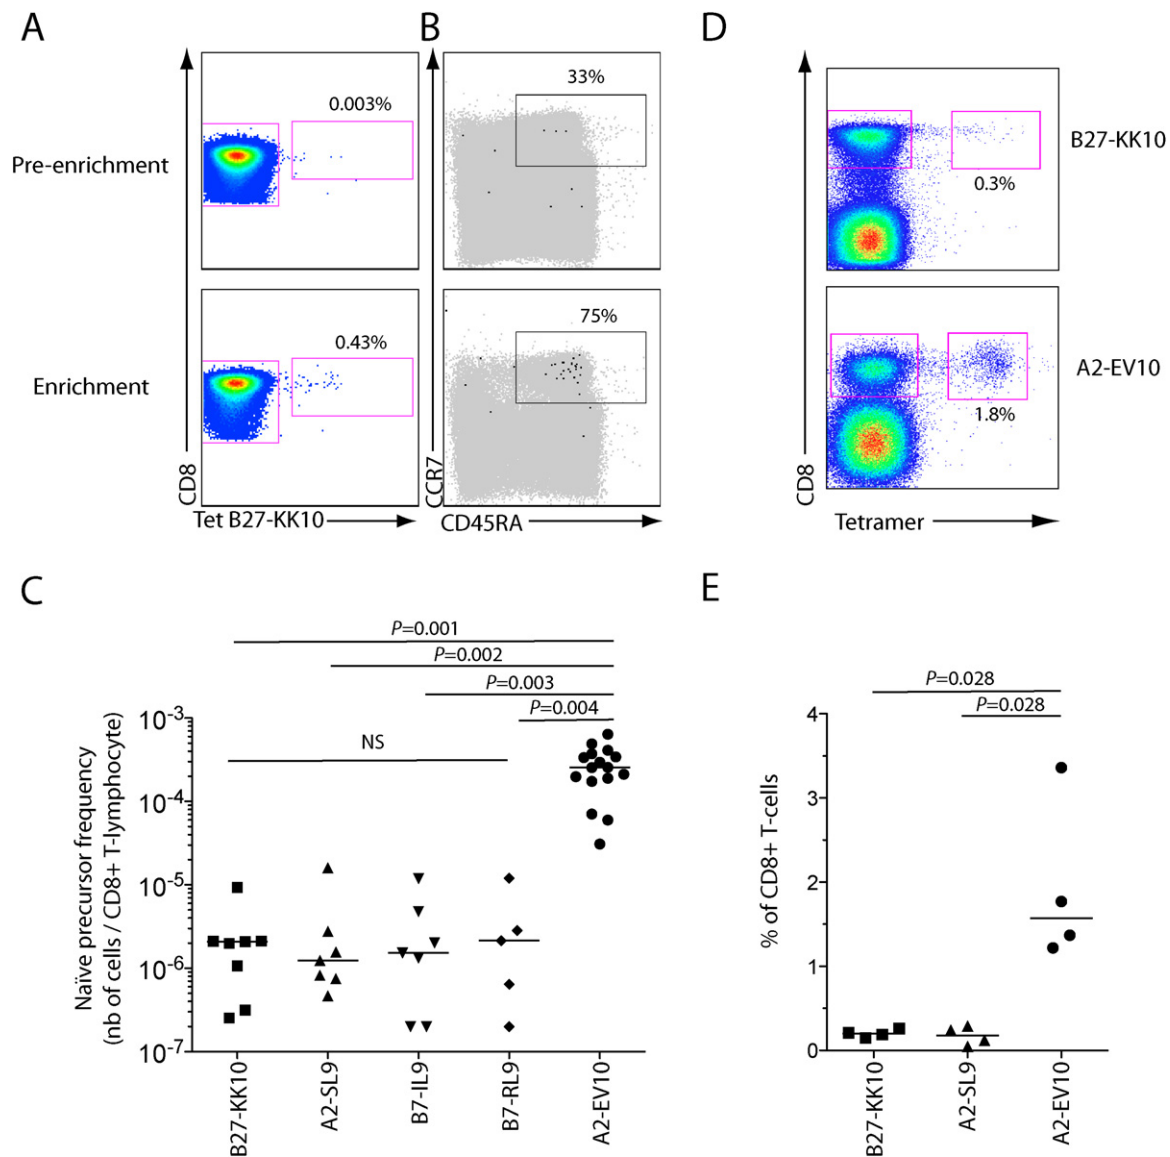 A
B
D
Pre-enrichment
0.003%
33%
B27-KK10
0.3%
Enrichment
0.43%
75%
A2-EV10
1.8%
CD8
Tet B27-KK10
CCR7
CD45RA
CD8
Tetramer
C
P=0.001
P=0.002
P=0.003
P=0.004
NS
Naïve precursor frequency
(nb of cells / CD8+ T-lymphocyte)
10-3
10-4
10-5
10-6
10-7
B27-KK10
A2-SL9
B7-IL9
B7-RL9
A2-EV10
E
P=0.028
P=0.028
% of CD8+ T-cells
4
3
2
1
0
B27-KK10
A2-SL9
A2-EV10